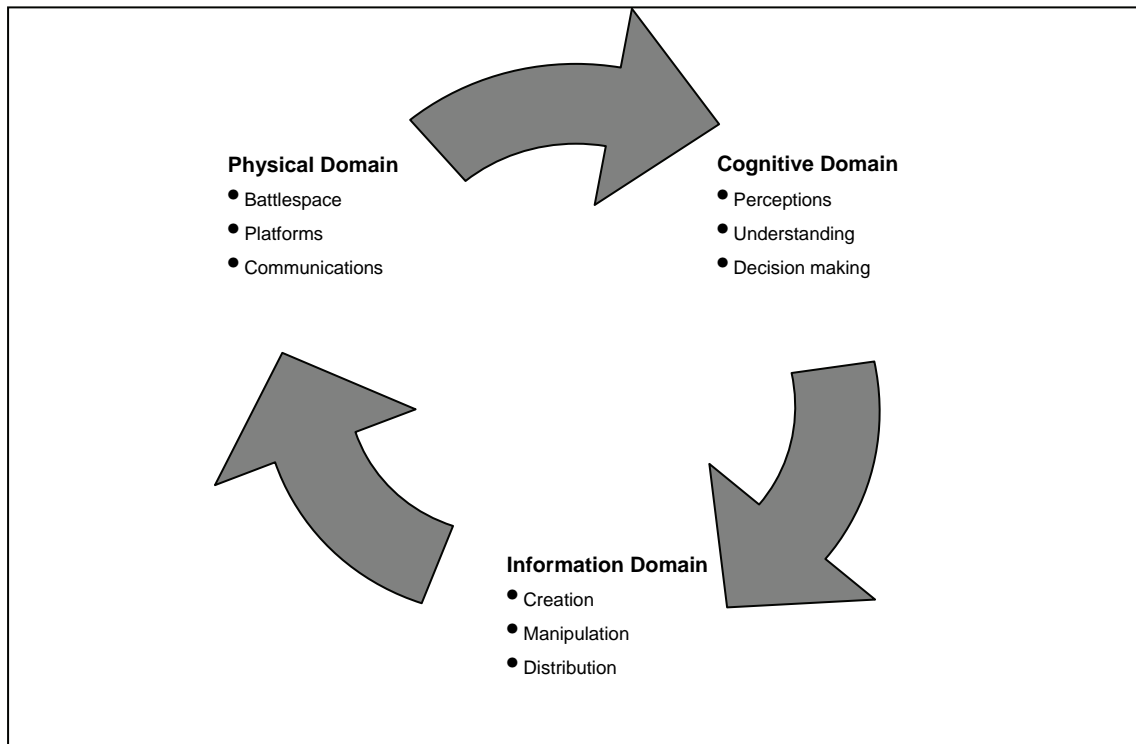 Physical Domain
● Battlespace
● Platforms
● Communications
Cognitive Domain
● Perceptions
● Understanding
● Decision making
Information Domain
● Creation
● Manipulation
● Distribution